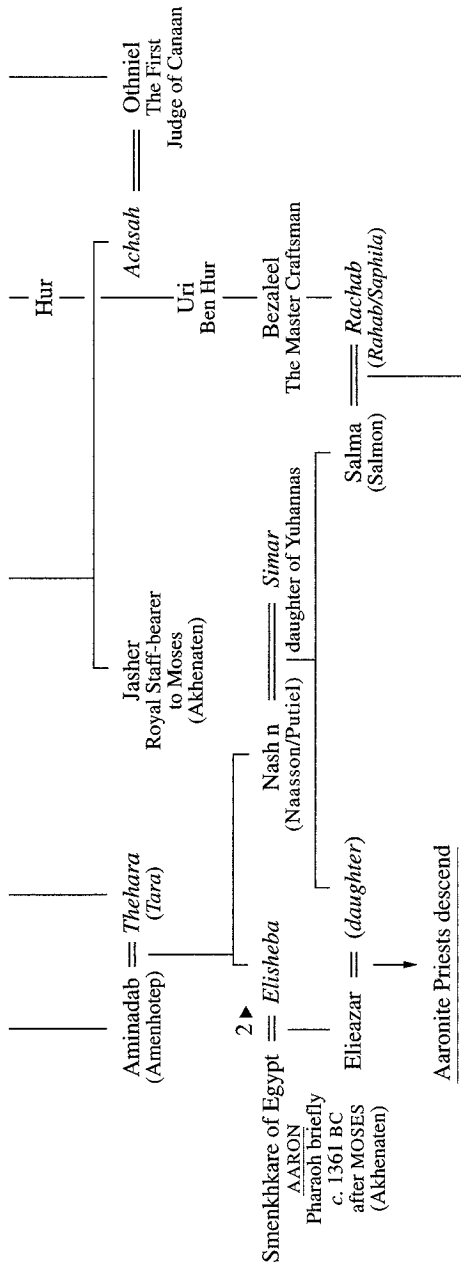 Hur
Aminadab = Thehara
(Amenhotep) (Tara)
Jasher
Royal Staff-bearer
to Moses
(Akhenaten)
Achsah = Othniel
The First
Judge of Canaan
Uri
Ben Hur
2 ►
Smenkhkare of Egypt = Elisheba
AARON
Pharaoh briefly
c. 1361 BC
after MOSES
(Akhenaten)
Nash n = Simar
(Naasson/Putiel) daughter of Yuhannas
Bezaleel
The Master Craftsman
Elieazar = (daughter)
Salma = Rachab
(Salmon) (Rahab/Saphila)
Aaronite Priests descend